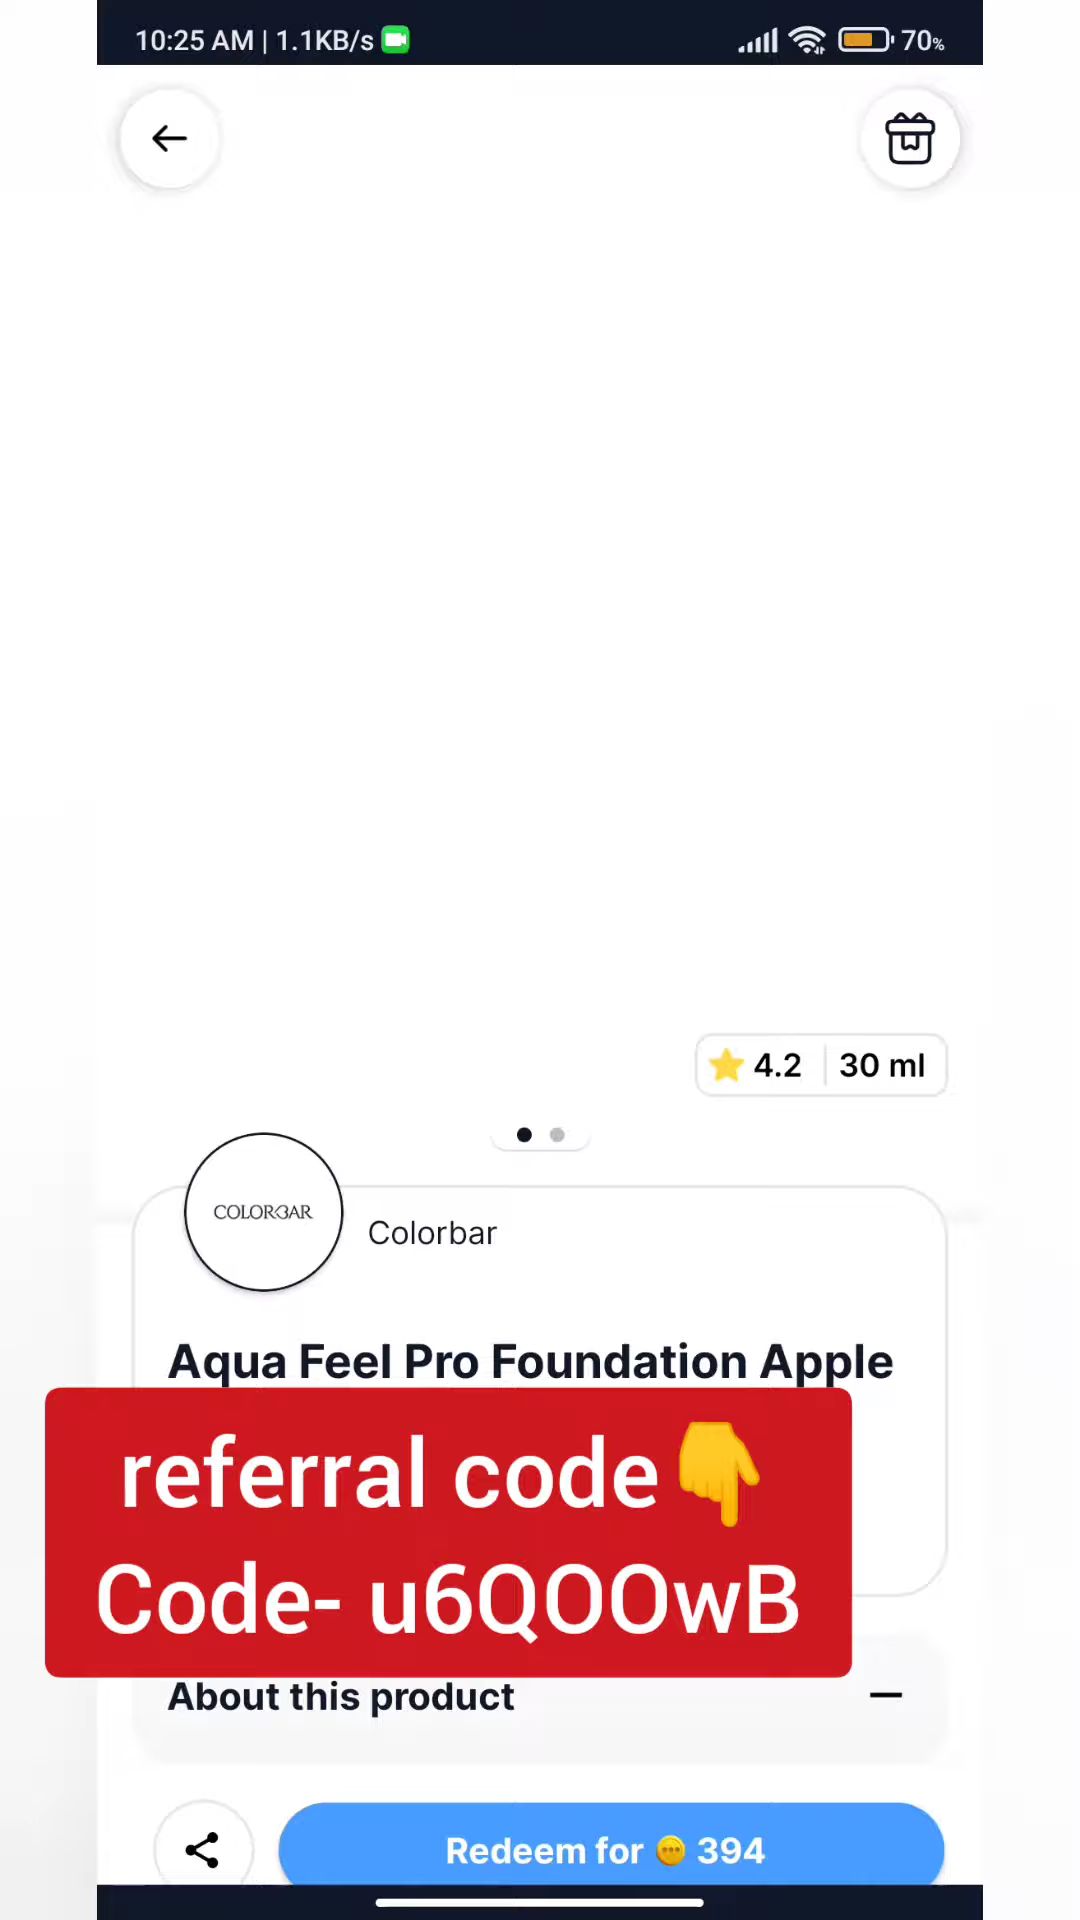 10:25 AM | 1.1KB/s 70%
4.2 30 ml
COLORBAR
Colorbar
Aqua Feel Pro Foundation Apple
referral code👇
Code- u6QOOwB
About this product
Redeem for 394